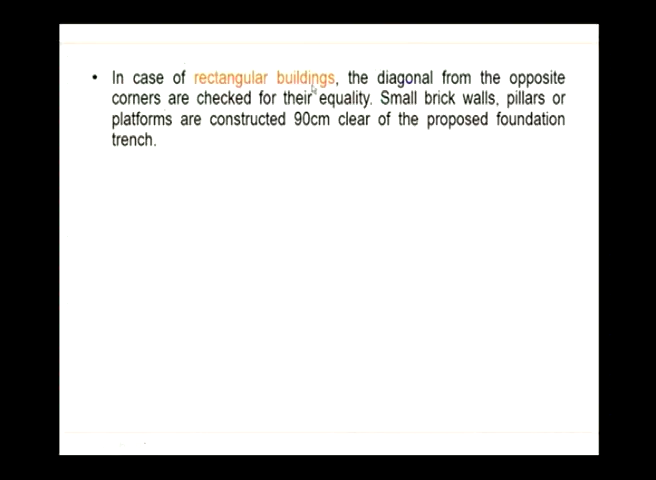 • In case of rectangular buildings, the diagonal from the opposite
corners are checked for their equality. Small brick walls, pillars or
platforms are constructed 90cm clear of the proposed foundation
trench.